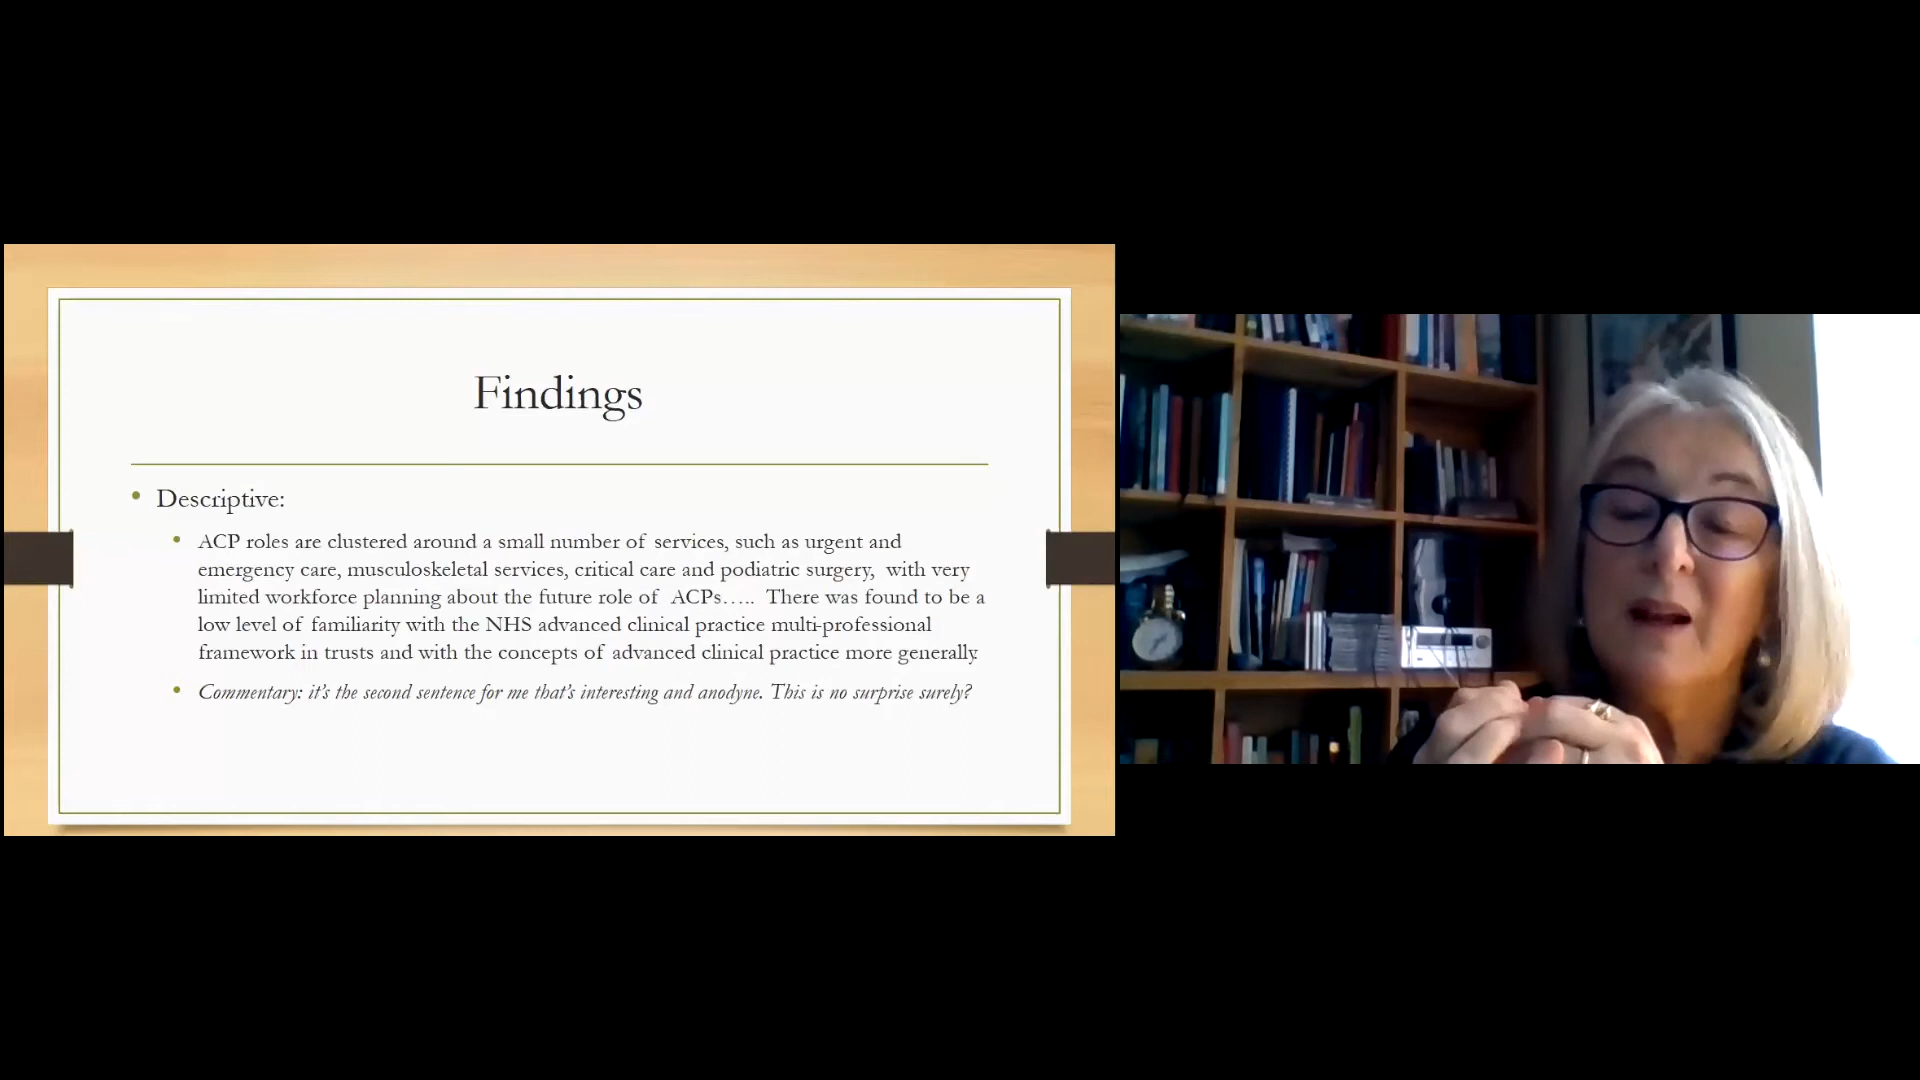 Findings
Descriptive:
ACP roles are clustered around a small number of services, such as urgent and
emergency care, musculoskeletal services, critical care and podiatric surgery, with very
limited workforce planning about the future role of ACPs….. There was found to be a
low level of familiarity with the NHS advanced clinical practice multi-professional
framework in trusts and with the concepts of advanced clinical practice more generally
Commentary: it's the second sentence for me that's interesting and anodyne. This is no surprise surely?